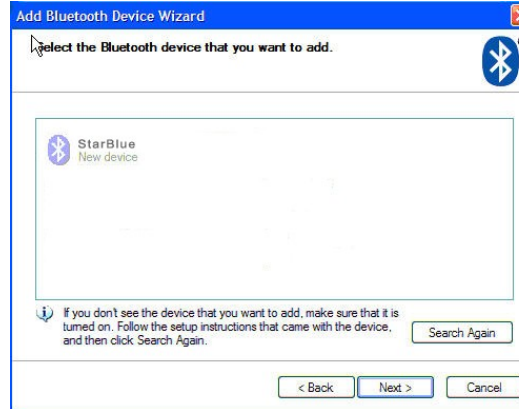 Add Bluetooth Device Wizard
Select the Bluetooth device that you want to add.
StarBlue
New device
If you don't see the device that you want to add, make sure that it is
turned on. Follow the setup instructions that came with the device,
and then click Search Again.
Search Again
< Back
Next >
Cancel